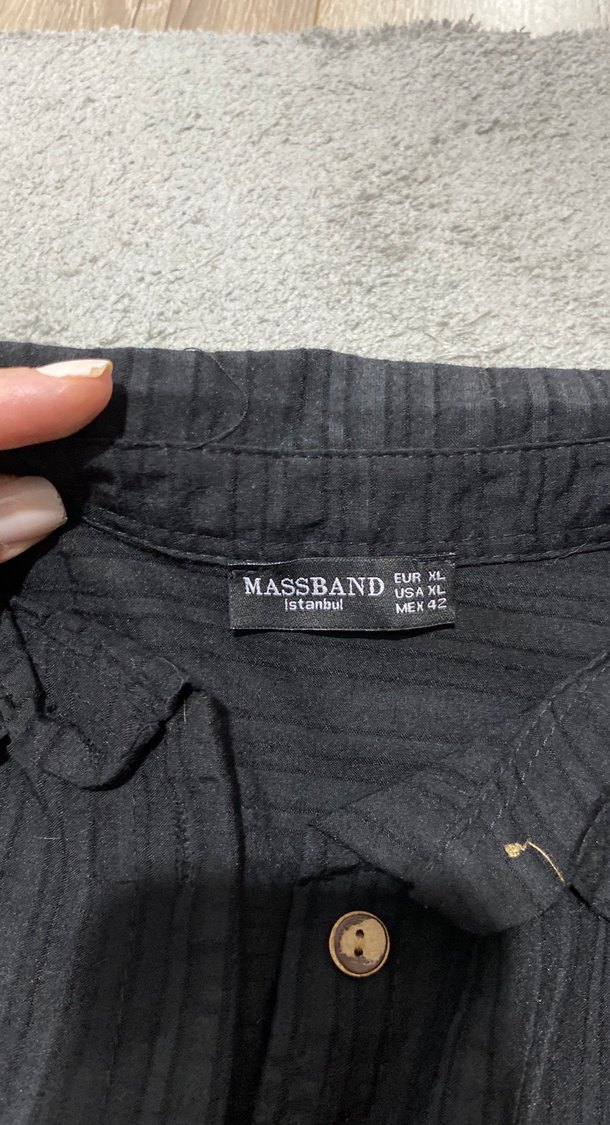 MASSBAND
istanbul
EUR XL
USA XL
MEX 42